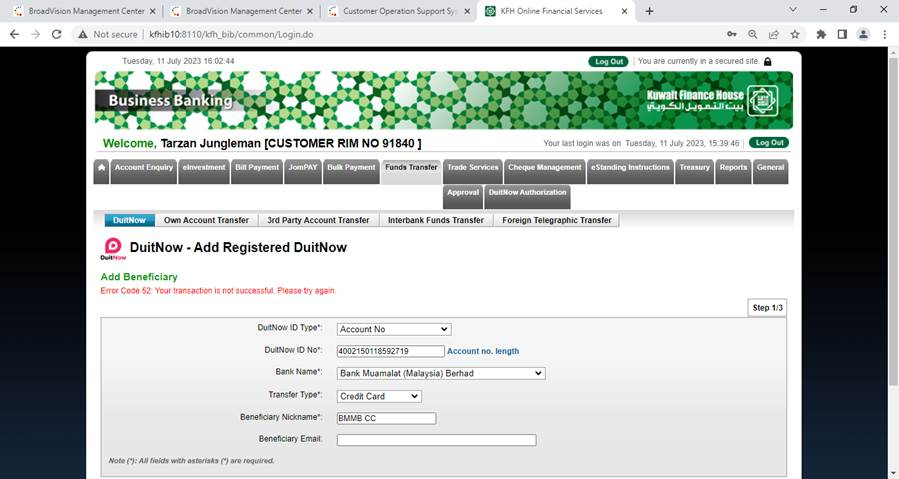 BroadVision Management Center
BroadVision Management Center
Customer Operation Support Sys
KFH Online Financial Services
Not secure | kfhib10:8110/kfh_bib/common/Login.do
Tuesday, 11 July 2023 16:02:44
Log Out
You are currently in a secured site.
Business Banking
Kuwait Finance House
بيت التمويل الكويتي
Welcome, Tarzan Jungleman [CUSTOMER RIM NO 91840 ]
Your last login was on Tuesday, 11 July 2023, 15:39:46
Log Out
Account Enquiry eInvestment Bill Payment JomPAY Bulk Payment Funds Transfer Trade Services Cheque Management eStanding Instructions Treasury Reports General
Approval DuitNow Authorization
DuitNow Own Account Transfer 3rd Party Account Transfer Interbank Funds Transfer Foreign Telegraphic Transfer
DuitNow
DuitNow - Add Registered DuitNow
Add Beneficiary
Error Code 52: Your transaction is not successful. Please try again.
Step 1/3
DuitNow ID Type*: Account No
DuitNow ID No*: 4002150118592719 Account no. length
Bank Name*: Bank Muamalat (Malaysia) Berhad
Transfer Type*: Credit Card
Beneficiary Nickname*: BMMB CC
Beneficiary Email:
Note (*): All fields with asterisks (*) are required.